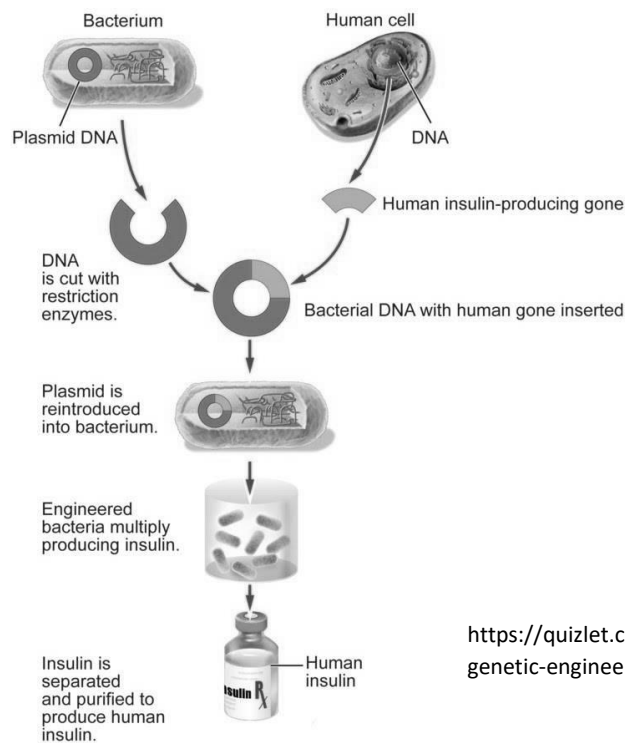 Bacterium
Human cell
Plasmid DNA
DNA
Human insulin-producing gone
DNA
is cut with
restriction
enzymes.
Bacterial DNA with human gone inserted
Plasmid is
reintroduced
into bacterium.
Engineered
bacteria multiply
producing insulin.
https://quizlet.c
genetic-enginee
Insulin is
separated
and purified to
produce human
insulin.
Human
insulin
sulin Rx